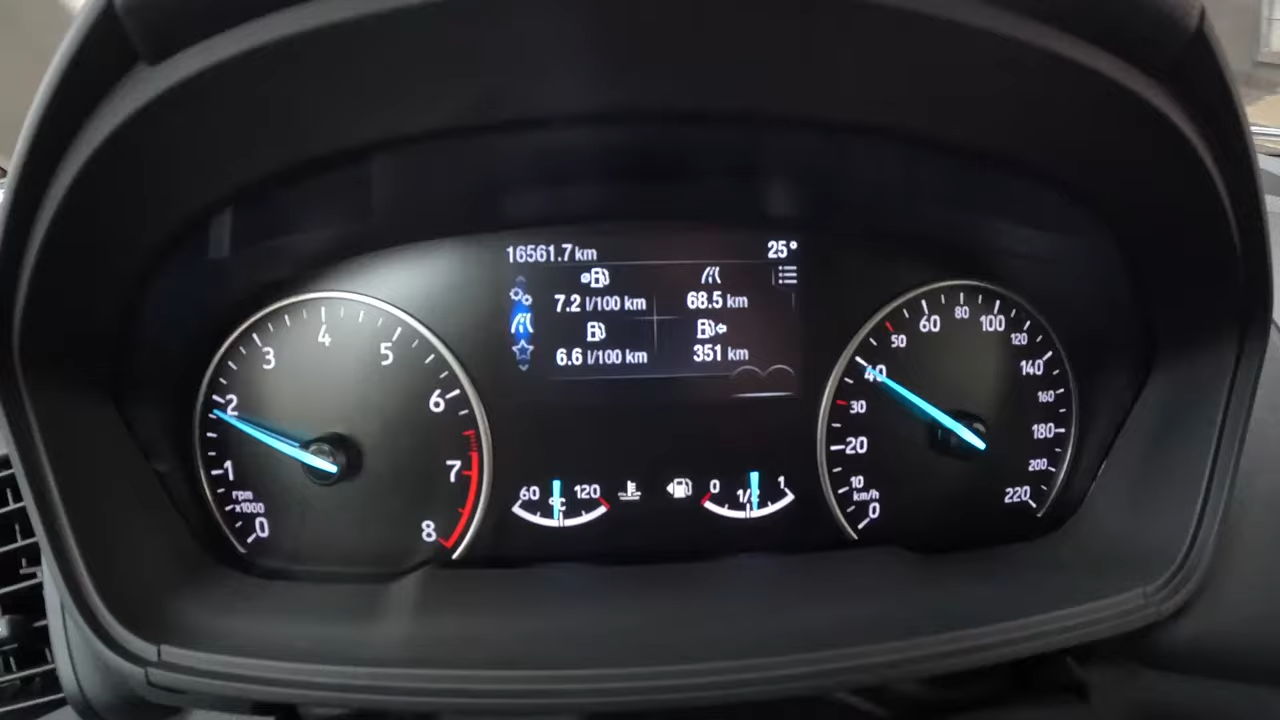 16561.7 km 25°
7.2 l/100 km 68.5 km
6.6 l/100 km 351 km
0 1 2 3 4 5 6 7 8
rpm
x1000
60 °C 120
0 1/2 1
0 10 20 30 40 50 60 80 100 120 140 160 180 200 220
km/h